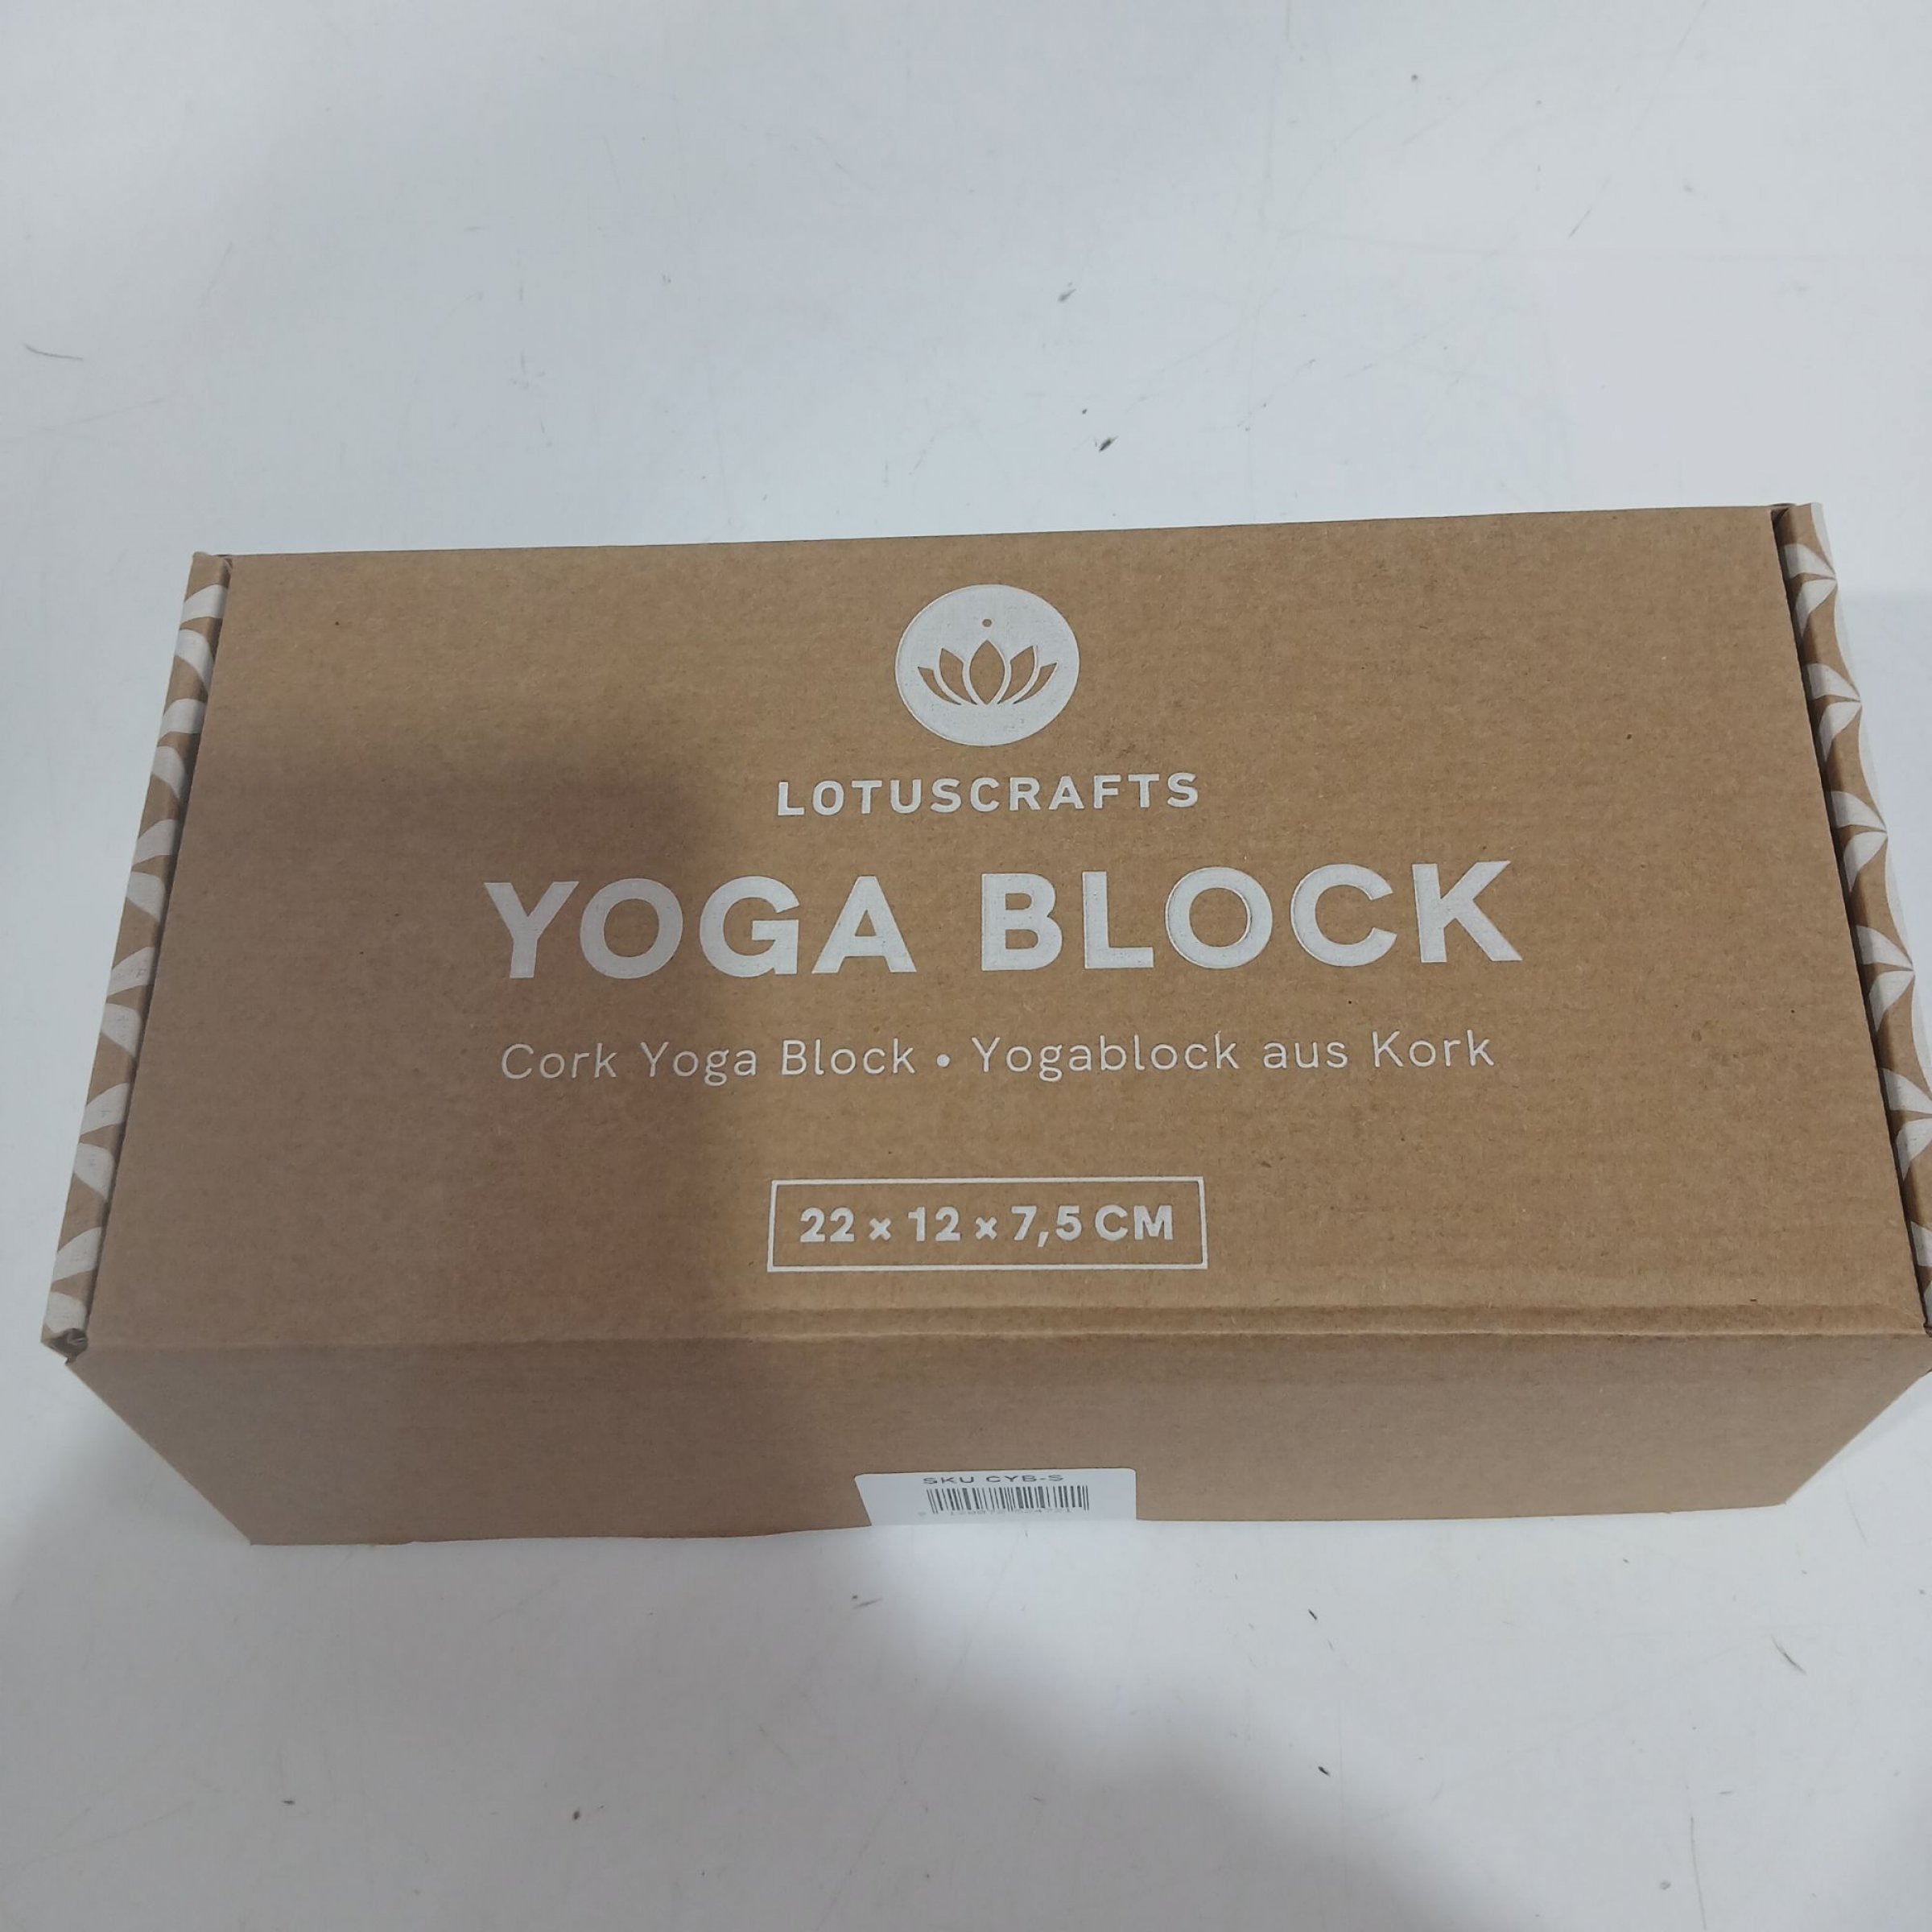 LOTUSCRAFTS
YOGA BLOCK
Cork Yoga Block • Yogablock aus Kork
22 × 12 × 7,5 CM
SKU CYB-S